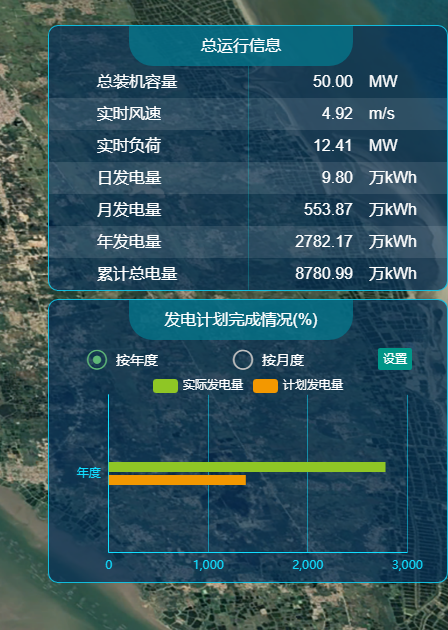 总运行信息
总装机容量 50.00 MW
实时风速 4.92 m/s
实时负荷 12.41 MW
日发电量 9.80 万kWh
月发电量 553.87 万kWh
年发电量 2782.17 万kWh
累计总电量 8780.99 万kWh
发电计划完成情况(%)
按年度 按月度 设置
实际发电量 计划发电量
年度
0 1,000 2,000 3,000